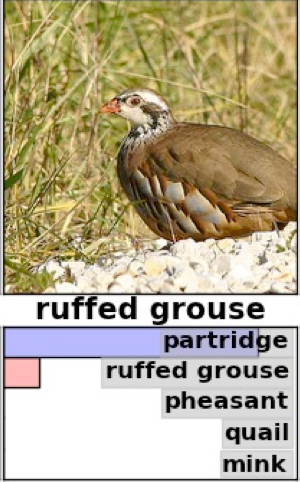 ruffed grouse
partridge
ruffed grouse
pheasant
quail
mink